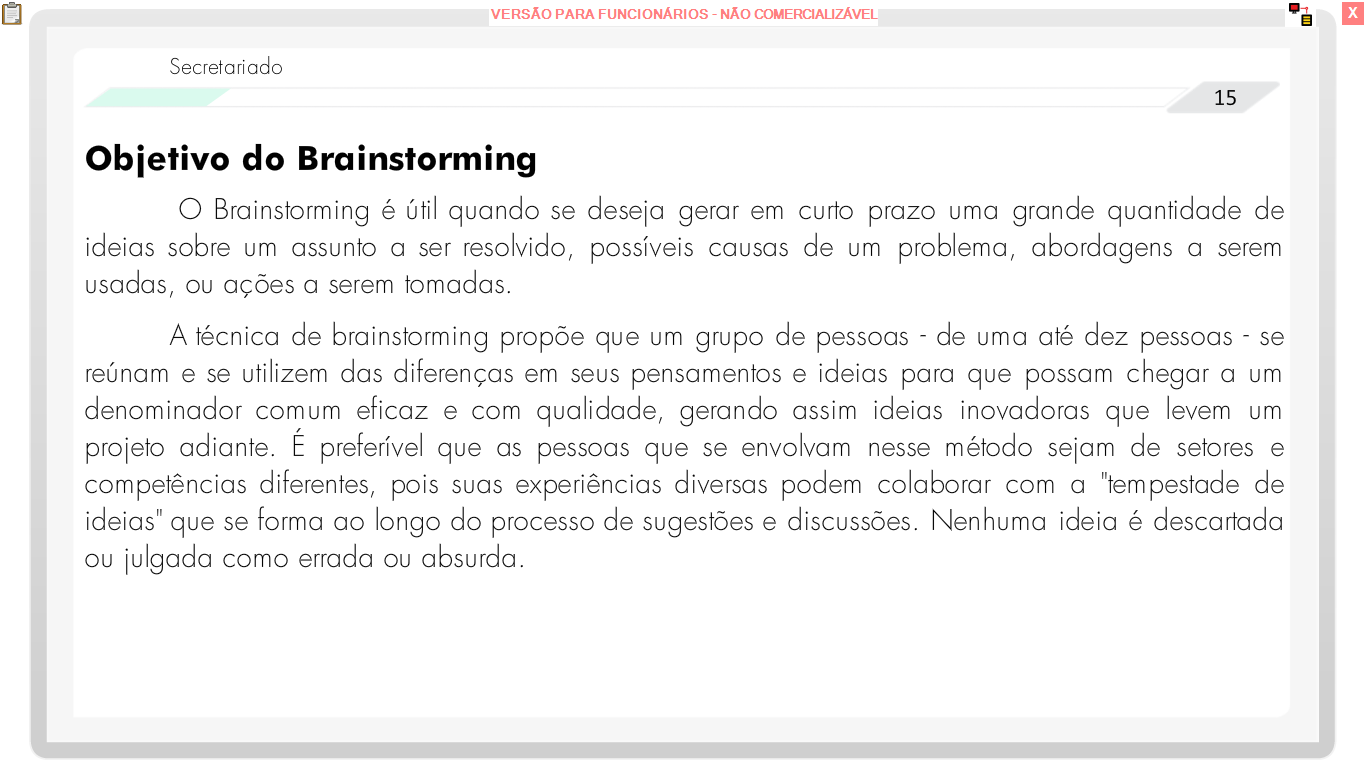 VERSÃO PARA FUNCIONÁRIOS - NÃO COMERCIALIZÁVEL
X
Secretariado
15
Objetivo do Brainstorming
O Brainstorming é útil quando se deseja gerar em curto prazo uma grande quantidade de
ideias sobre um assunto a ser resolvido, possíveis causas de um problema, abordagens a serem
usadas, ou ações a serem tomadas.
A técnica de brainstorming propõe que um grupo de pessoas - de uma até dez pessoas - se
reúnam e se utilizem das diferenças em seus pensamentos e ideias para que possam chegar a um
denominador comum eficaz e com qualidade, gerando assim ideias inovadoras que levem um
projeto adiante. É preferível que as pessoas que se envolvam nesse método sejam de setores e
competências diferentes, pois suas experiências diversas podem colaborar com a "tempestade de
ideias" que se forma ao longo do processo de sugestões e discussões. Nenhuma ideia é descartada
ou julgada como errada ou absurda.